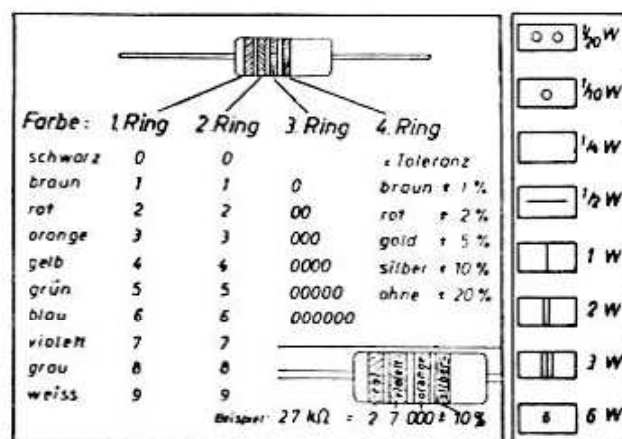 Farbe: 1. Ring 2. Ring 3. Ring 4. Ring
schwarz 0 0 ± Toleranz
braun 1 1 0 braun ± 1 %
rot 2 2 00 rot ± 2 %
orange 3 3 000 gold ± 5 %
gelb 4 4 0000 silber ± 10 %
grün 5 5 00000 ohne ± 20 %
blau 6 6 000000
violett 7 7
grau 8 8
weiss 9 9
rot violett orange silber
Beispiel: 27 kΩ = 2 7 000 ± 10 %
1/20 W
1/10 W
1/4 W
1/2 W
1 W
2 W
3 W
6 6 W